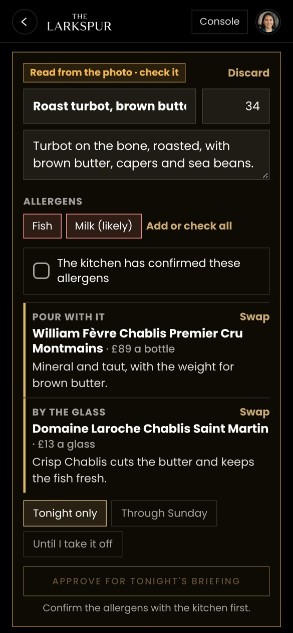 THE
LARKSPUR
Console
Read from the photo · check it
Discard
Roast turbot, brown butte
34
Turbot on the bone, roasted, with
brown butter, capers and sea beans.
ALLERGENS
Fish
Milk (likely)
Add or check all
The kitchen has confirmed these
allergens
POUR WITH IT
Swap
William Fèvre Chablis Premier Cru
Montmains · £89 a bottle
Mineral and taut, with the weight for
brown butter.
BY THE GLASS
Swap
Domaine Laroche Chablis Saint Martin
· £13 a glass
Crisp Chablis cuts the butter and keeps
the fish fresh.
Tonight only
Through Sunday
Until I take it off
APPROVE FOR TONIGHT'S BRIEFING
Confirm the allergens with the kitchen first.